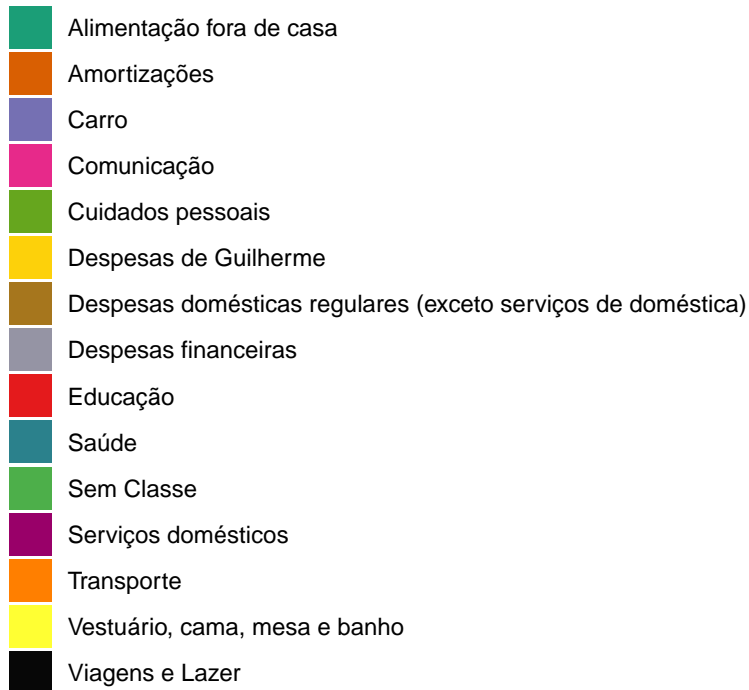 Alimentação fora de casa
Amortizações
Carro
Comunicação
Cuidados pessoais
Despesas de Guilherme
Despesas domésticas regulares (exceto serviços de doméstica)
Despesas financeiras
Educação
Saúde
Sem Classe
Serviços domésticos
Transporte
Vestuário, cama, mesa e banho
Viagens e Lazer